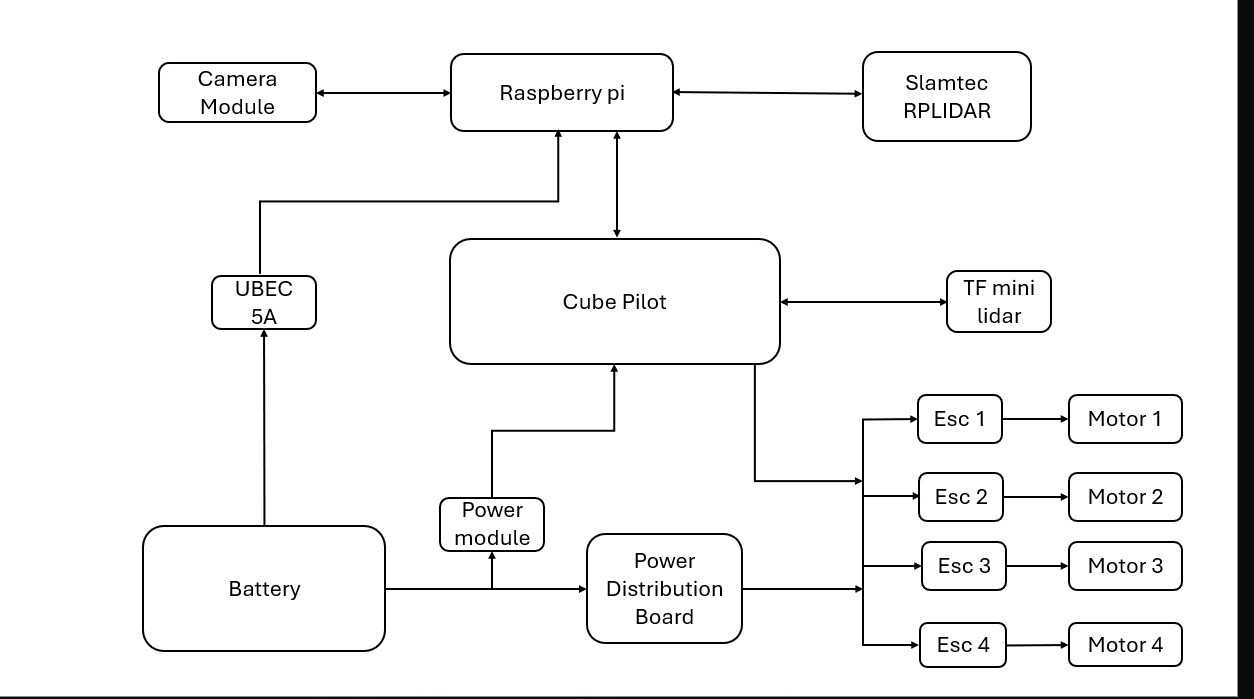 Camera
Module
Raspberry pi
Slamtec
RPLIDAR
UBEC
5A
Cube Pilot
TF mini
lidar
Esc 1
Motor 1
Esc 2
Motor 2
Power
module
Esc 3
Motor 3
Battery
Power
Distribution
Board
Esc 4
Motor 4